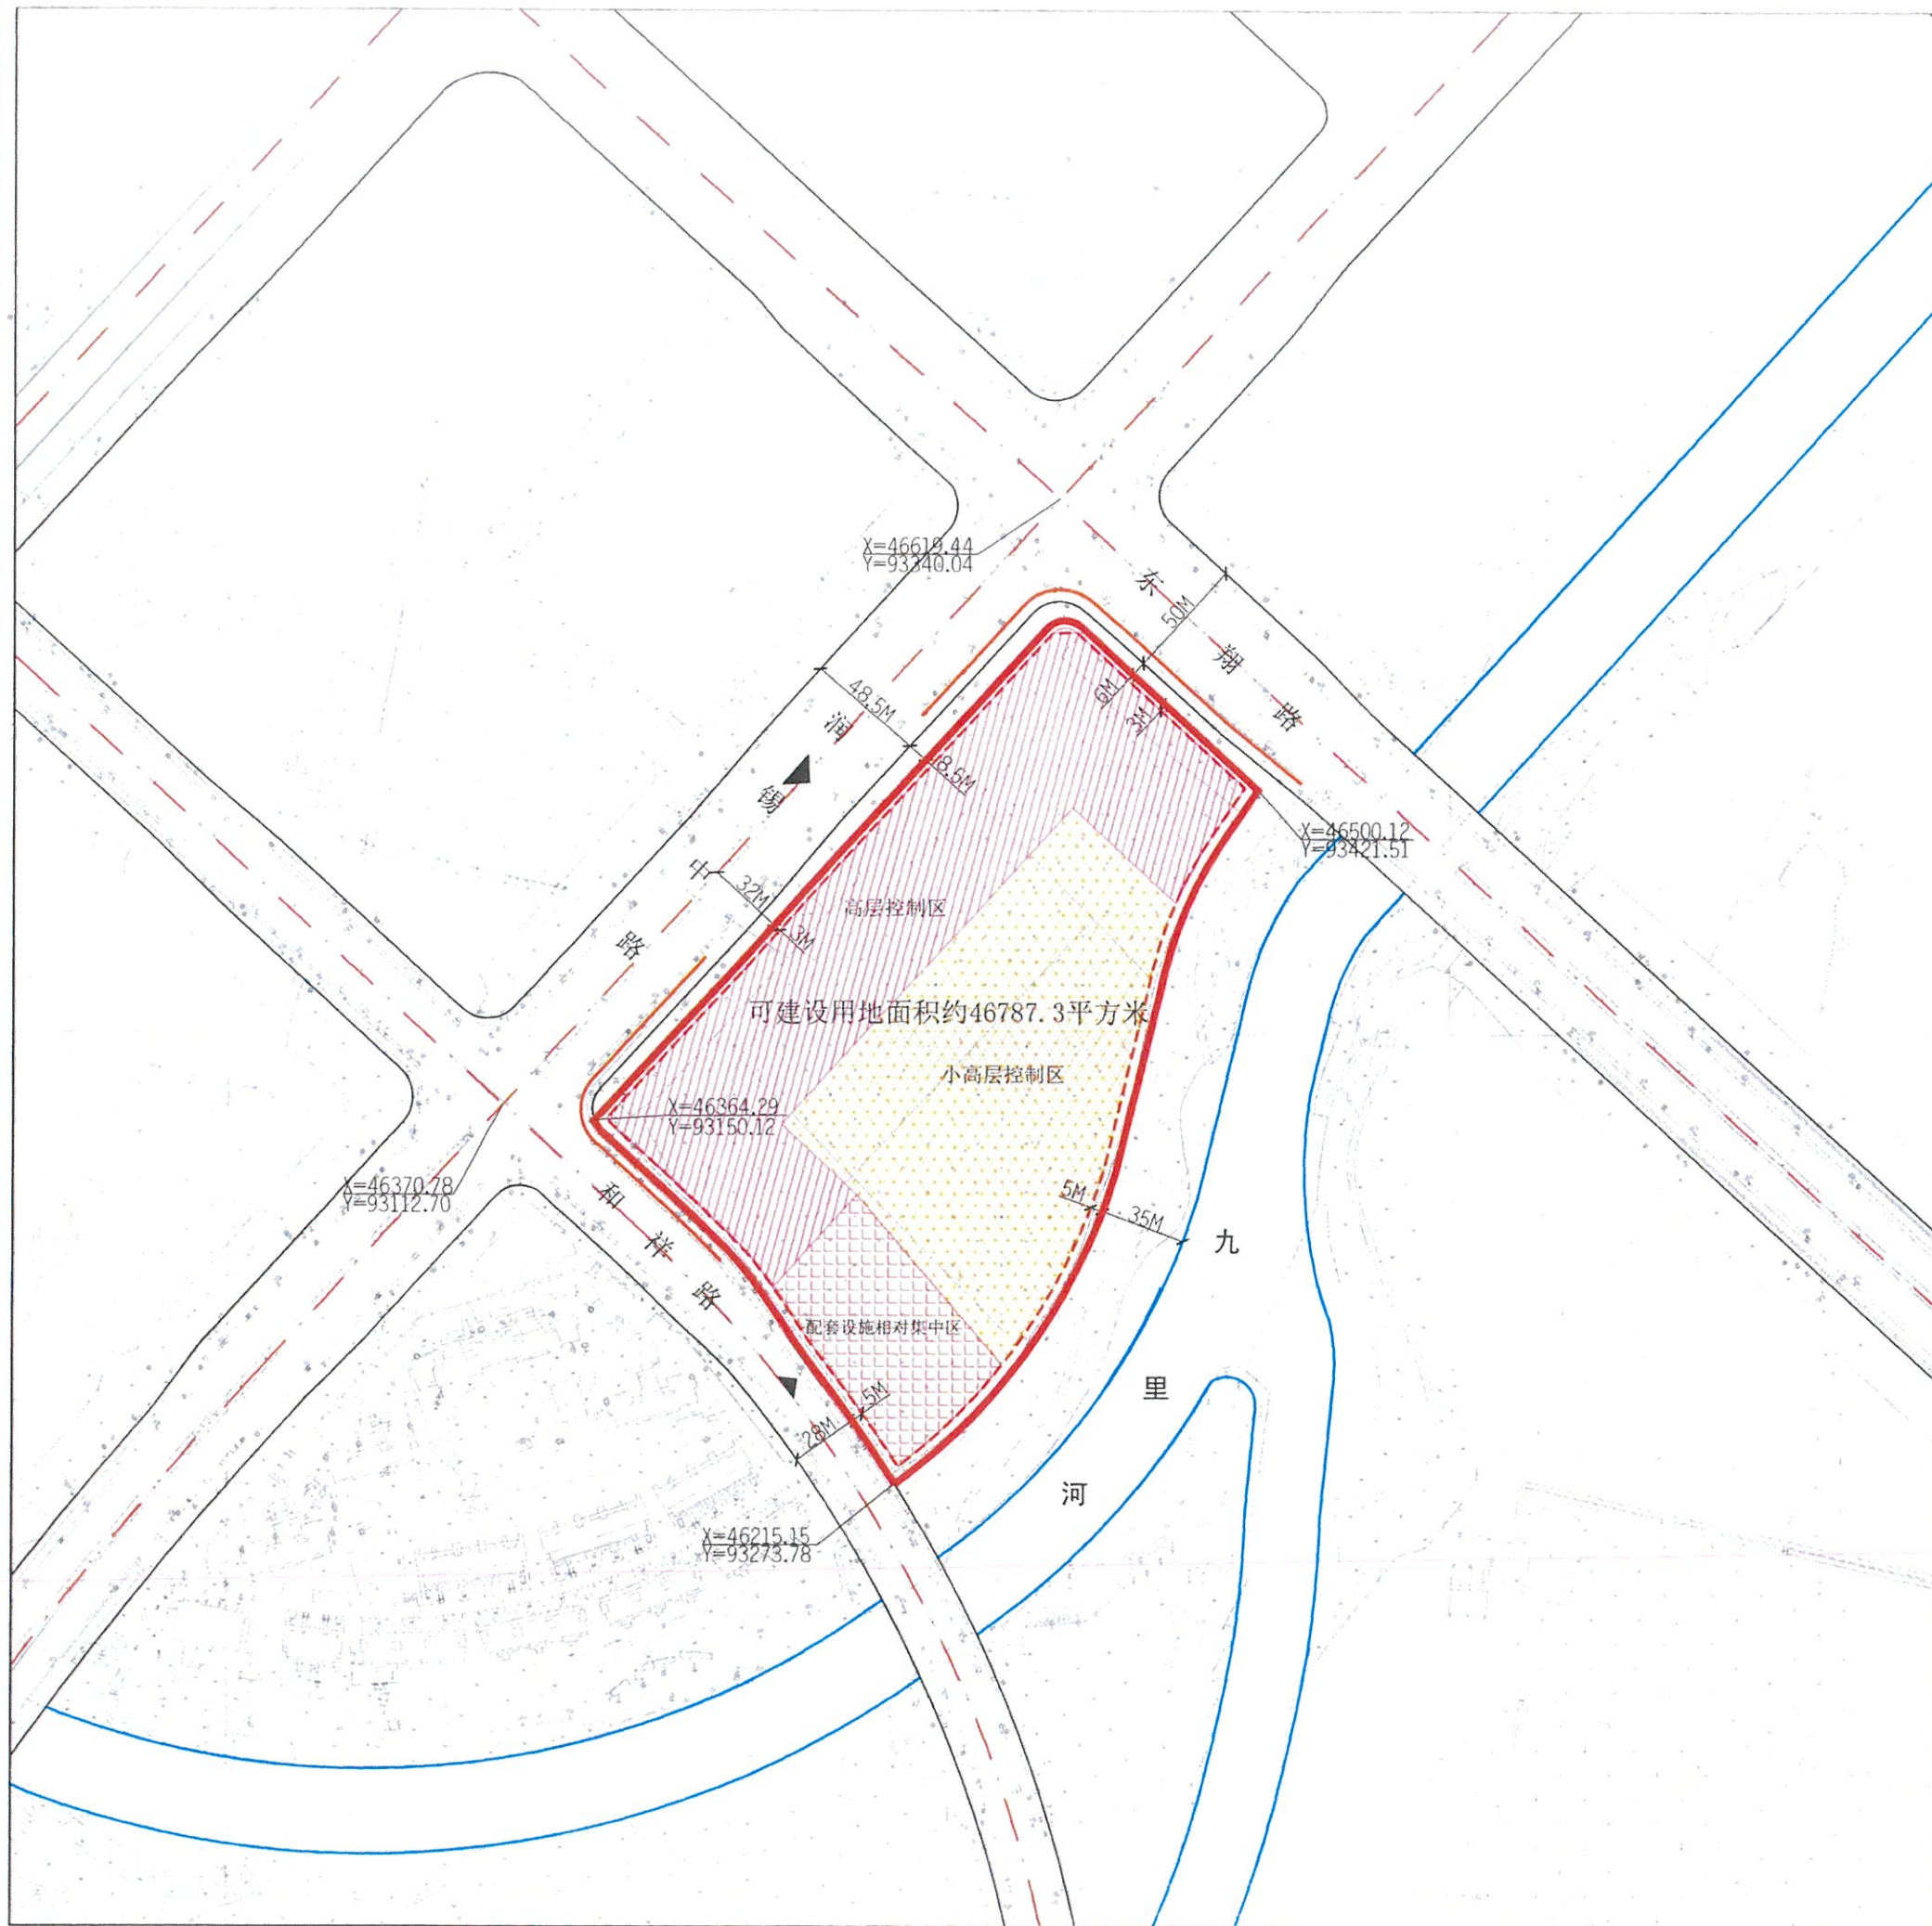 X=46619.44
Y=93340.04
东翔路
50M
6M
3M
48.5M
8.5M
锡润中路
32M
3M
X=46500.12
Y=93421.51
高层控制区
可建设用地面积约46787.3平方米
小高层控制区
X=46364.29
Y=93150.12
X=46370.78
Y=93112.70
和祥路
5M
35M
九里河
配套设施相对集中区
5M
28M
X=46215.15
Y=93273.78